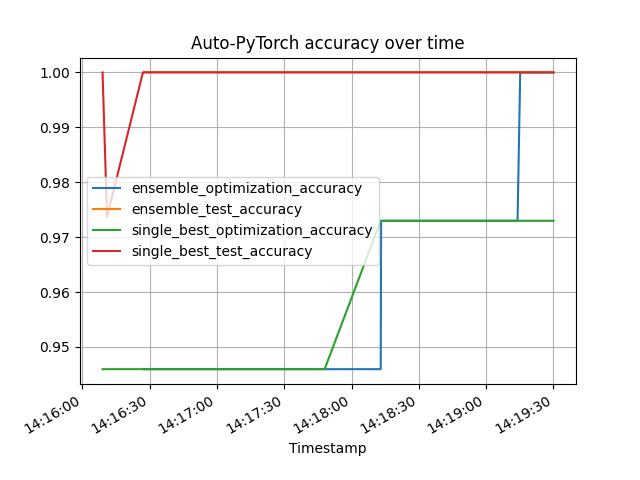 Auto-PyTorch accuracy over time
1.00
0.99
0.98
0.97
0.96
0.95
ensemble_optimization_accuracy
ensemble_test_accuracy
single_best_optimization_accuracy
single_best_test_accuracy
14:16:00
14:16:30
14:17:00
14:17:30
14:18:00
14:18:30
14:19:00
14:19:30
Timestamp